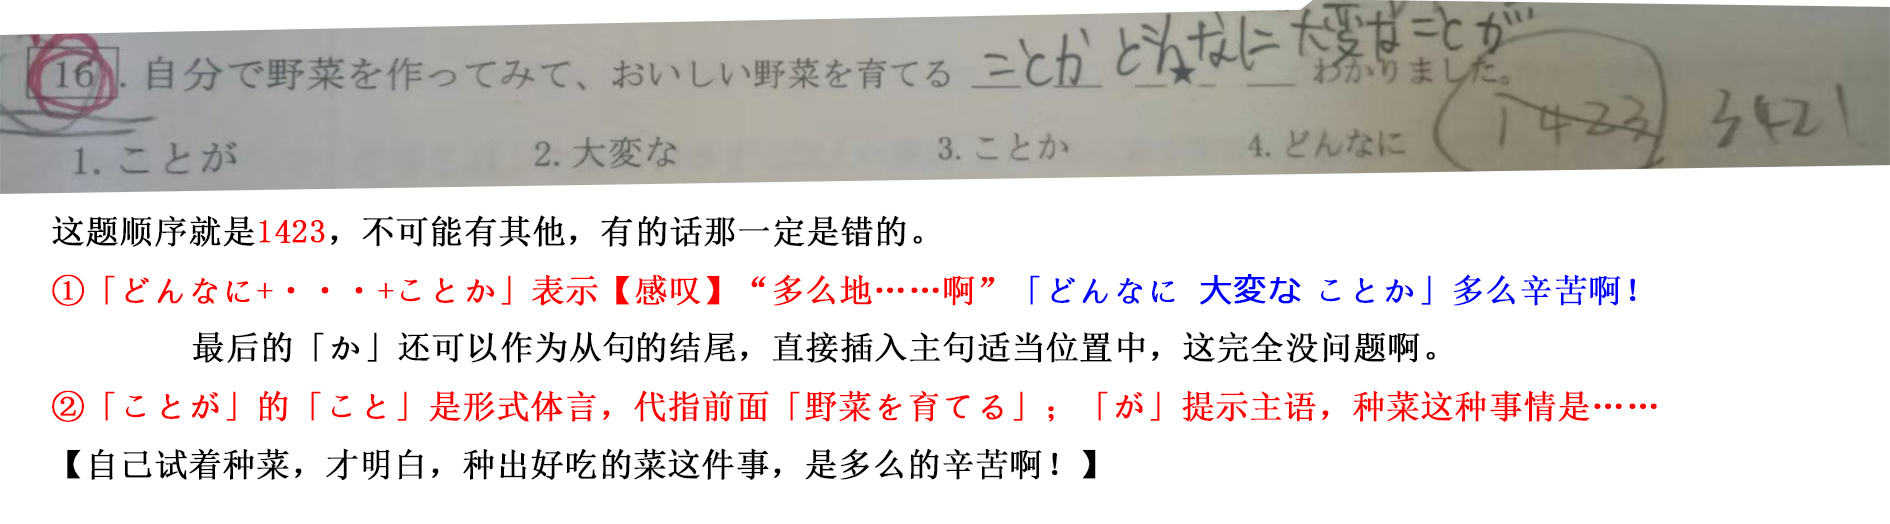 ことか どんなに 大変な ことが
16. 自分で野菜を作ってみて、おいしい野菜を育てる ＿＿ ＿＿ ＿★＿ ＿＿ わかりました。
1423 3421
1. ことが 2. 大変な 3. ことか 4. どんなに
这题顺序就是1423，不可能有其他，有的话那一定是错的。
①「どんなに+・・・+ことか」表示【感叹】“多么地……啊”「どんなに 大変な ことか」多么辛苦啊！
最后的「か」还可以作为从句的结尾，直接插入主句适当位置中，这完全没问题啊。
②「ことが」的「こと」是形式体言，代指前面「野菜を育てる」；「が」提示主语，种菜这种事情是……
【自己试着种菜，才明白，种出好吃的菜这件事，是多么的辛苦啊！】